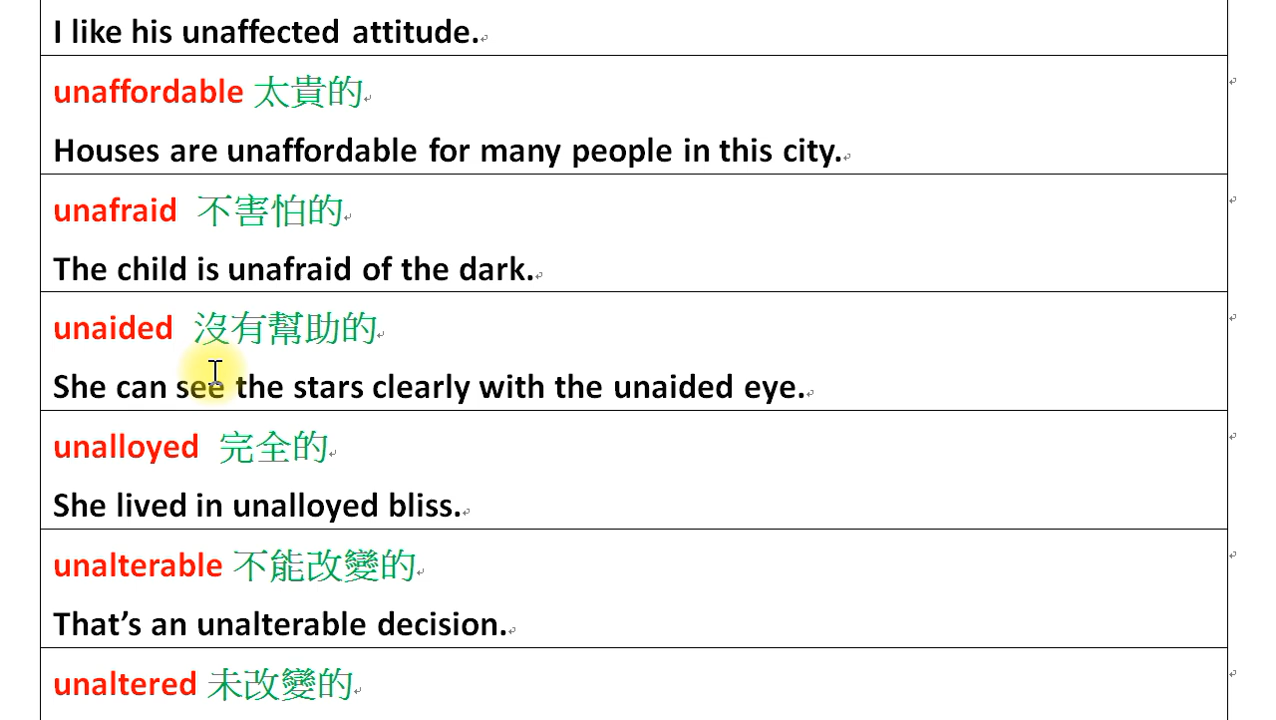 I like his unaffected attitude.
unaffordable 太貴的
Houses are unaffordable for many people in this city.
unafraid 不害怕的
The child is unafraid of the dark.
unaided 沒有幫助的
She can see the stars clearly with the unaided eye.
unalloyed 完全的
She lived in unalloyed bliss.
unalterable 不能改變的
That’s an unalterable decision.
unaltered 未改變的